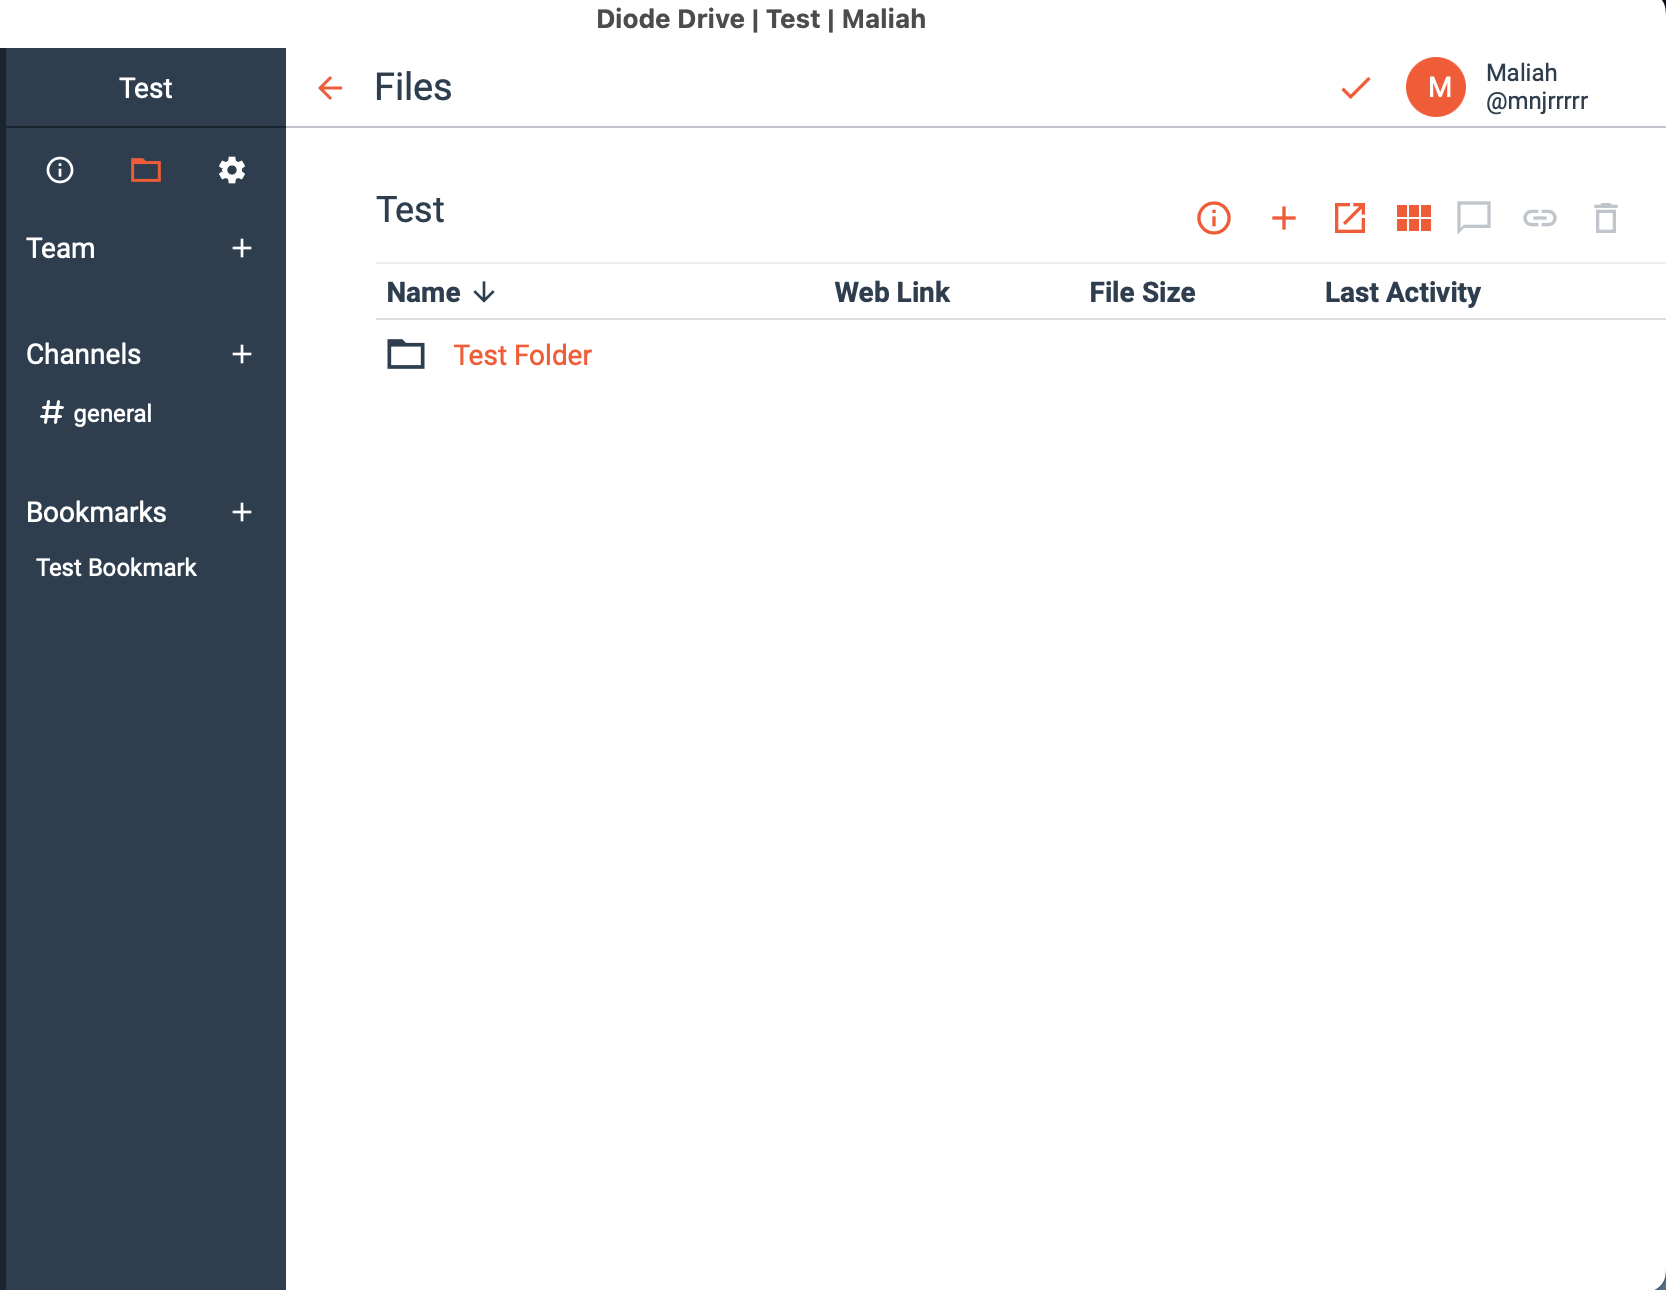 Diode Drive | Test | Maliah
Test
Files
M
Maliah
@mnjrrrrr
Team
Channels
# general
Bookmarks
Test Bookmark
Test
Name
Web Link
File Size
Last Activity
Test Folder